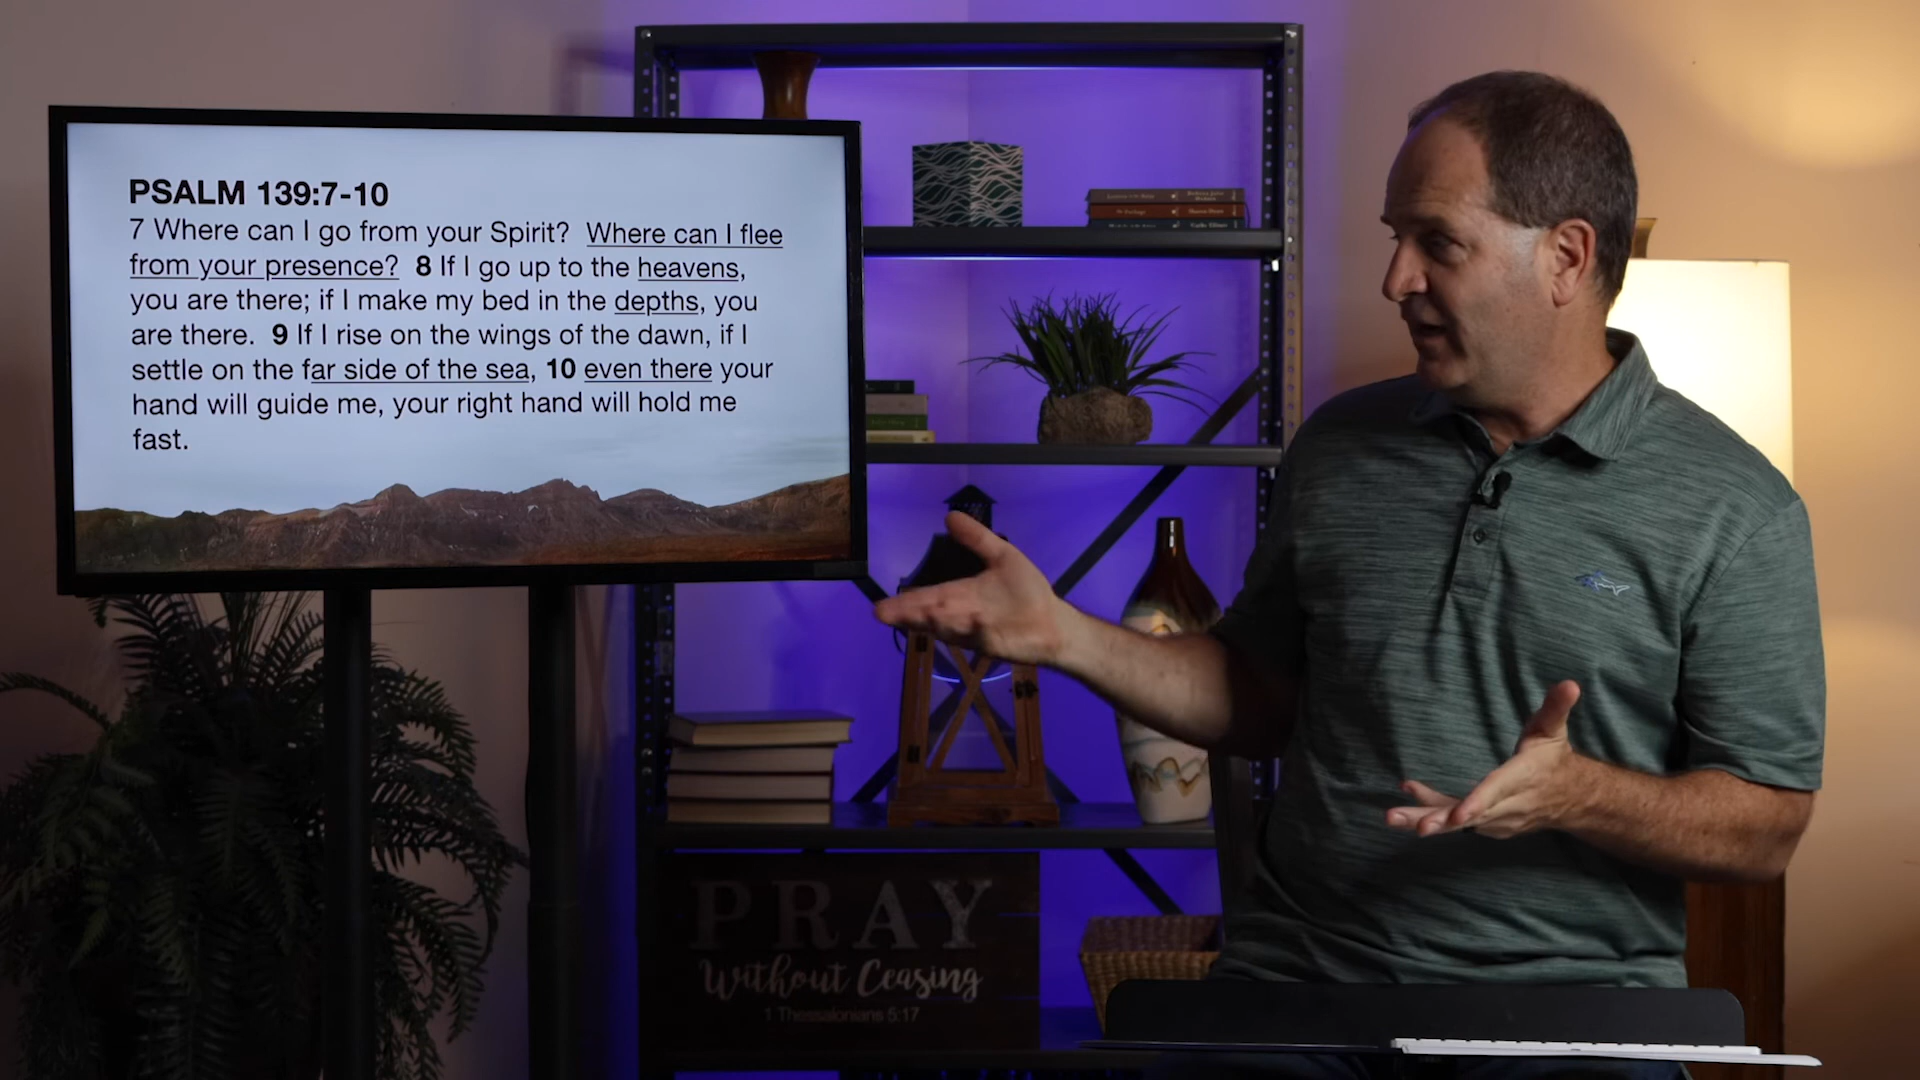 PSALM 139:7-10
7 Where can I go from your Spirit? Where can I flee
from your presence? 8 If I go up to the heavens,
you are there; if I make my bed in the depths, you
are there. 9 If I rise on the wings of the dawn, if I
settle on the far side of the sea, 10 even there your
hand will guide me, your right hand will hold me
fast.
PRAY
Without Ceasing
1 Thessalonians 5:17